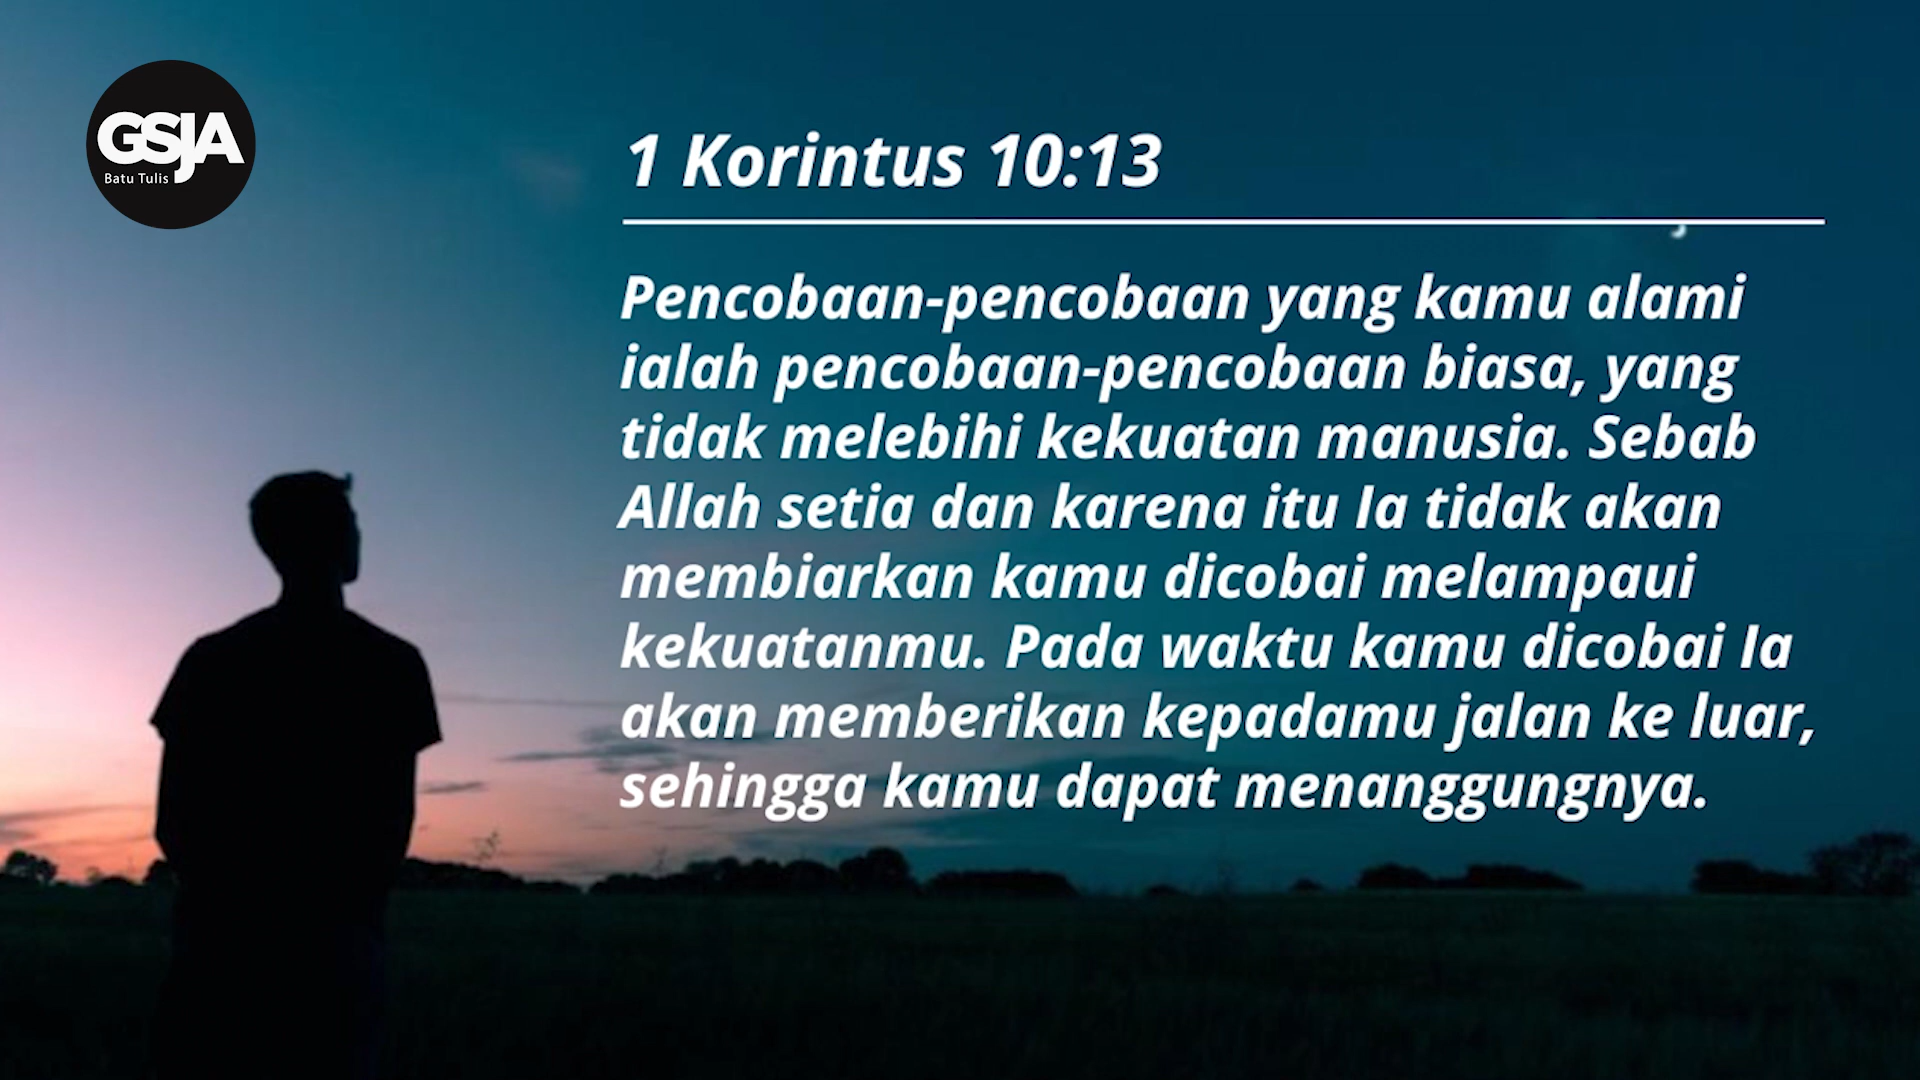 GSJA
Batu Tulis
1 Korintus 10:13
Pencobaan-pencobaan yang kamu alami
ialah pencobaan-pencobaan biasa, yang
tidak melebihi kekuatan manusia. Sebab
Allah setia dan karena itu Ia tidak akan
membiarkan kamu dicobai melampaui
kekuatanmu. Pada waktu kamu dicobai Ia
akan memberikan kepadamu jalan ke luar,
sehingga kamu dapat menanggungnya.